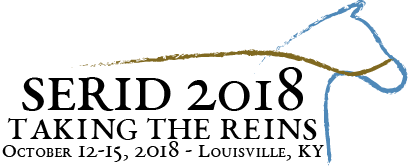 SERID 2018
TAKING THE REINS
OCTOBER 12-15, 2018 - LOUISVILLE, KY